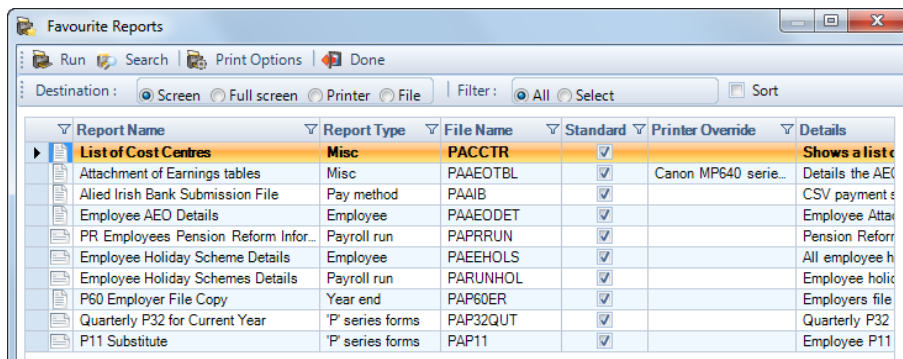 Favourite Reports
Run Search Print Options Done
Destination : Screen Full screen Printer File Filter : All Select Sort
Report Name Report Type File Name Standard Printer Override Details
List of Cost Centres Misc PACCTR Shows a list
Attachment of Earnings tables Misc PAAEOTBL Canon MP640 serie... Details the AEO
Alied Irish Bank Submission File Pay method PAAIB CSV payment s
Employee AEO Details Employee PAAEODET Employee Attac
PR Employees Pension Reform Infor... Payroll run PAPRRUN Pension Reform
Employee Holiday Scheme Details Employee PAEEHOLS All employee h
Employee Holiday Schemes Details Payroll run PARUNHOL Employee holid
P60 Employer File Copy Year end PAP60ER Employers file
Quarterly P32 for Current Year 'P' series forms PAP32QUT Quarterly P32
P11 Substitute 'P' series forms PAP11 Employee P11